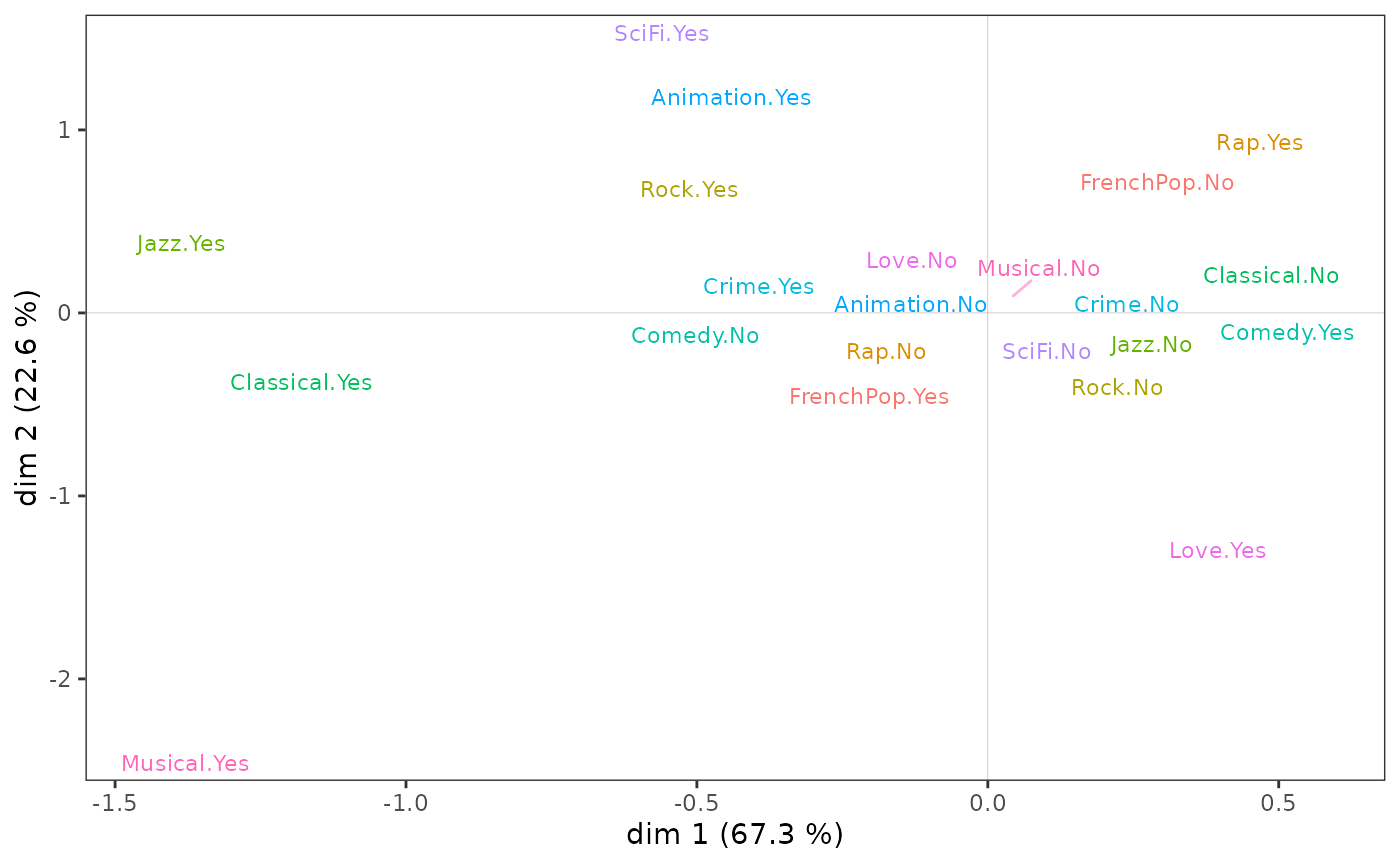 SciFi.Yes
Animation.Yes
1
Rap.Yes
FrenchPop.No
Rock.Yes
Jazz.Yes
Love.No
Musical.No
Classical.No
Crime.Yes
Animation.No
Crime.No
0
Comedy.No
Comedy.Yes
Rap.No
SciFi.No
Jazz.No
Classical.Yes
Rock.No
FrenchPop.Yes
dim 2 (22.6 %)
-1
Love.Yes
-2
Musical.Yes
-1.5 -1.0 -0.5 0.0 0.5
dim 1 (67.3 %)